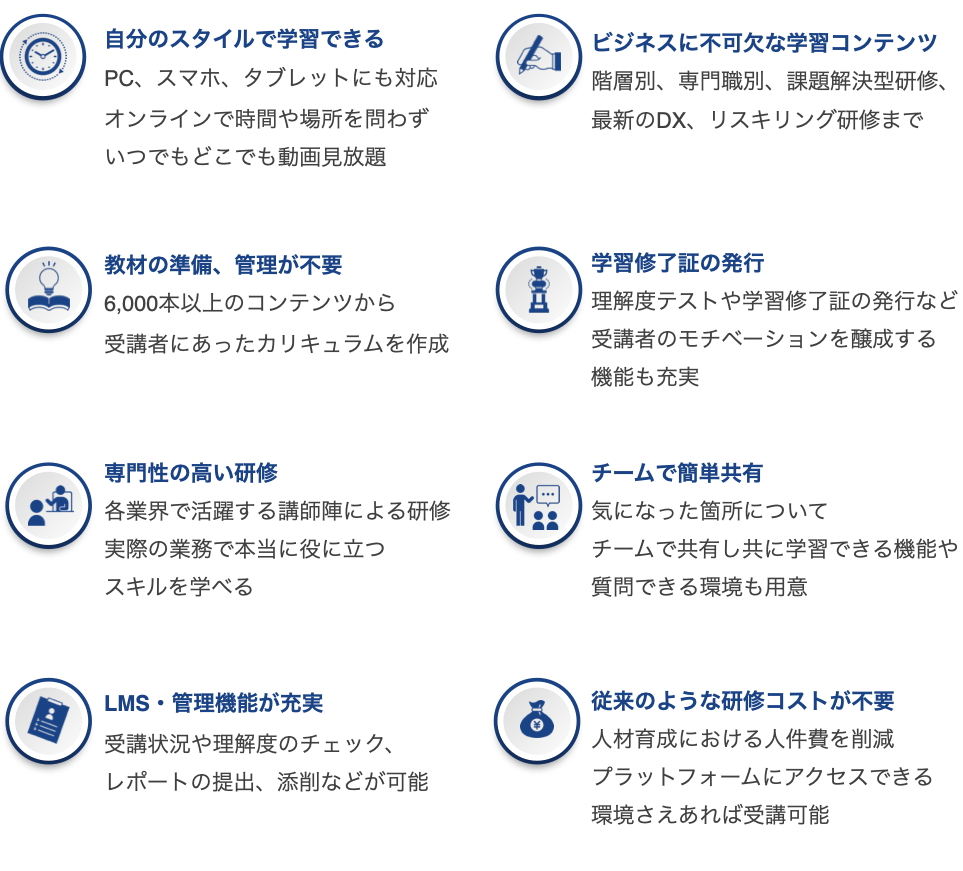 自分のスタイルで学習できる
PC、スマホ、タブレットにも対応
オンラインで時間や場所を問わず
いつでもどこでも動画見放題
ビジネスに不可欠な学習コンテンツ
階層別、専門職別、課題解決型研修、
最新のDX、リスキリング研修まで
教材の準備、管理が不要
6,000本以上のコンテンツから
受講者にあったカリキュラムを作成
学習修了証の発行
理解度テストや学習修了証の発行など
受講者のモチベーションを醸成する
機能も充実
専門性の高い研修
各業界で活躍する講師陣による研修
実際の業務で本当に役に立つ
スキルを学べる
チームで簡単共有
気になった箇所について
チームで共有し共に学習できる機能や
質問できる環境も用意
LMS・管理機能が充実
受講状況や理解度のチェック、
レポートの提出、添削などが可能
¥
従来のような研修コストが不要
人材育成における人件費を削減
プラットフォームにアクセスできる
環境さえあれば受講可能